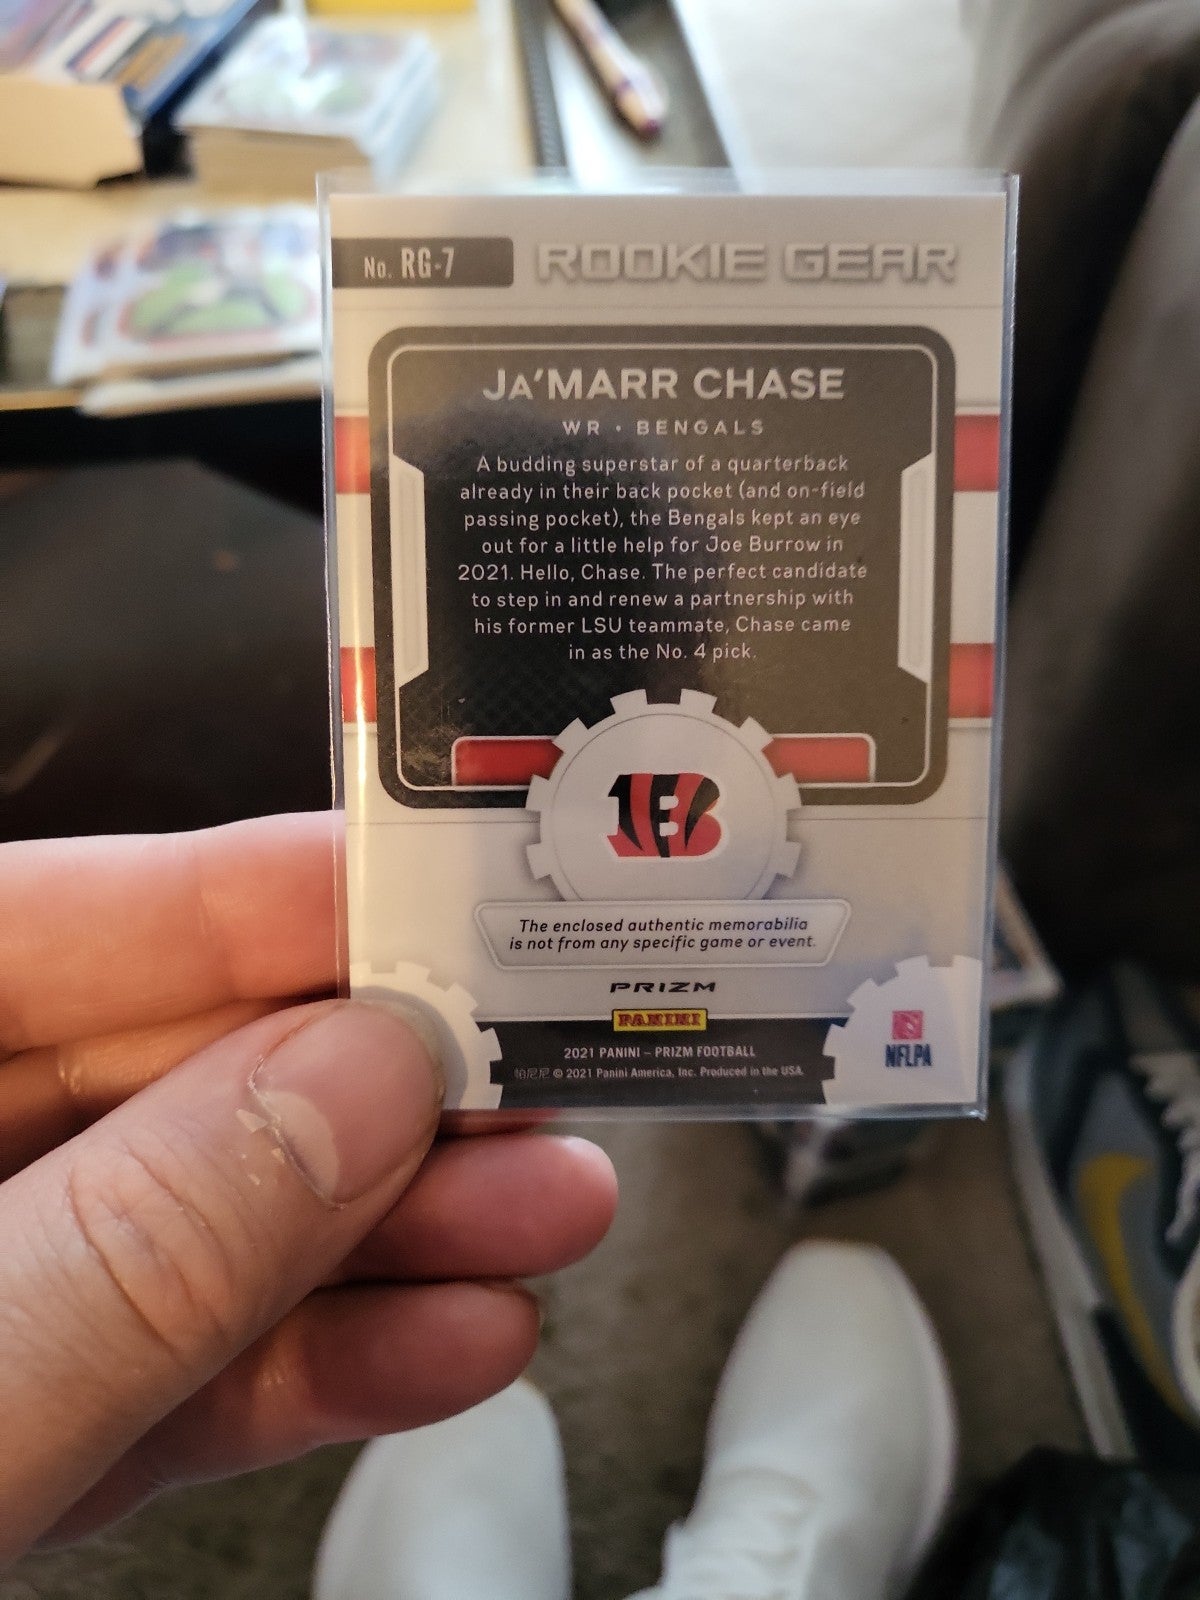 No. RG-7
ROOKIE GEAR
JA'MARR CHASE
WR • BENGALS
A budding superstar of a quarterback
already in their back pocket (and on-field
passing pocket), the Bengals kept an eye
out for a little help for Joe Burrow in
2021. Hello, Chase. The perfect candidate
to step in and renew a partnership with
his former LSU teammate, Chase came
in as the No. 4 pick.
B
The enclosed authentic memorabilia
is not from any specific game or event.
PRIZM
PANINI
NFLPA
2021 PANINI – PRIZM FOOTBALL
帕尼尼 © 2021 Panini America, Inc. Produced in the USA.